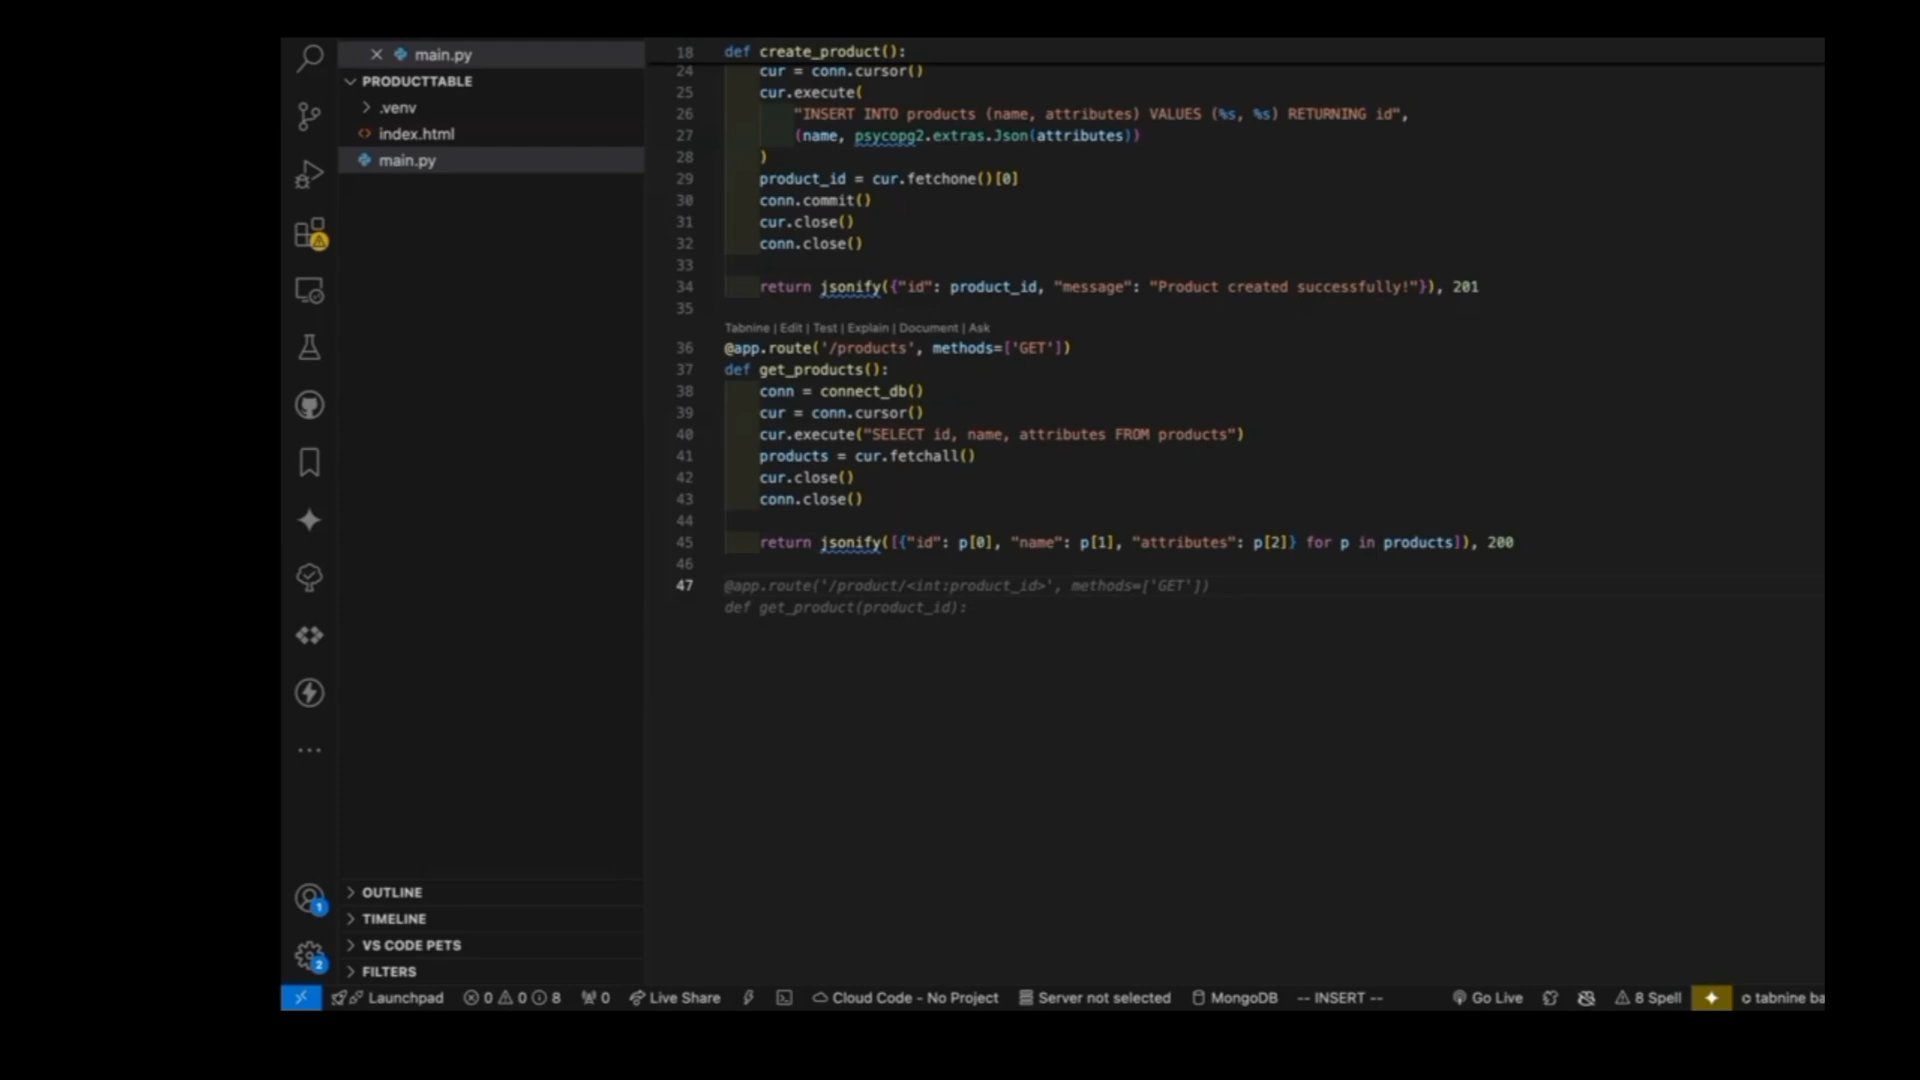 main.py
PRODUCTTABLE
.venv
index.html
main.py
OUTLINE
TIMELINE
VS CODE PETS
FILTERS
18 def create_product():
24 cur = conn.cursor()
25 cur.execute(
26 "INSERT INTO products (name, attributes) VALUES (%s, %s) RETURNING id",
27 (name, psycopg2.extras.Json(attributes))
28 )
29 product_id = cur.fetchone()[0]
30 conn.commit()
31 cur.close()
32 conn.close()
33
34 return jsonify({"id": product_id, "message": "Product created successfully!"}), 201
35
Tabnine | Edit | Test | Explain | Document | Ask
36 @app.route('/products', methods=['GET'])
37 def get_products():
38 conn = connect_db()
39 cur = conn.cursor()
40 cur.execute("SELECT id, name, attributes FROM products")
41 products = cur.fetchall()
42 cur.close()
43 conn.close()
44
45 return jsonify([{"id": p[0], "name": p[1], "attributes": p[2]} for p in products]), 200
46
47 @app.route('/product/<int:product_id>', methods=['GET'])
def get_product(product_id):
1
2
Launchpad 0 0 8 0 Live Share Cloud Code - No Project Server not selected MongoDB -- INSERT -- Go Live 8 Spell tabnine ba